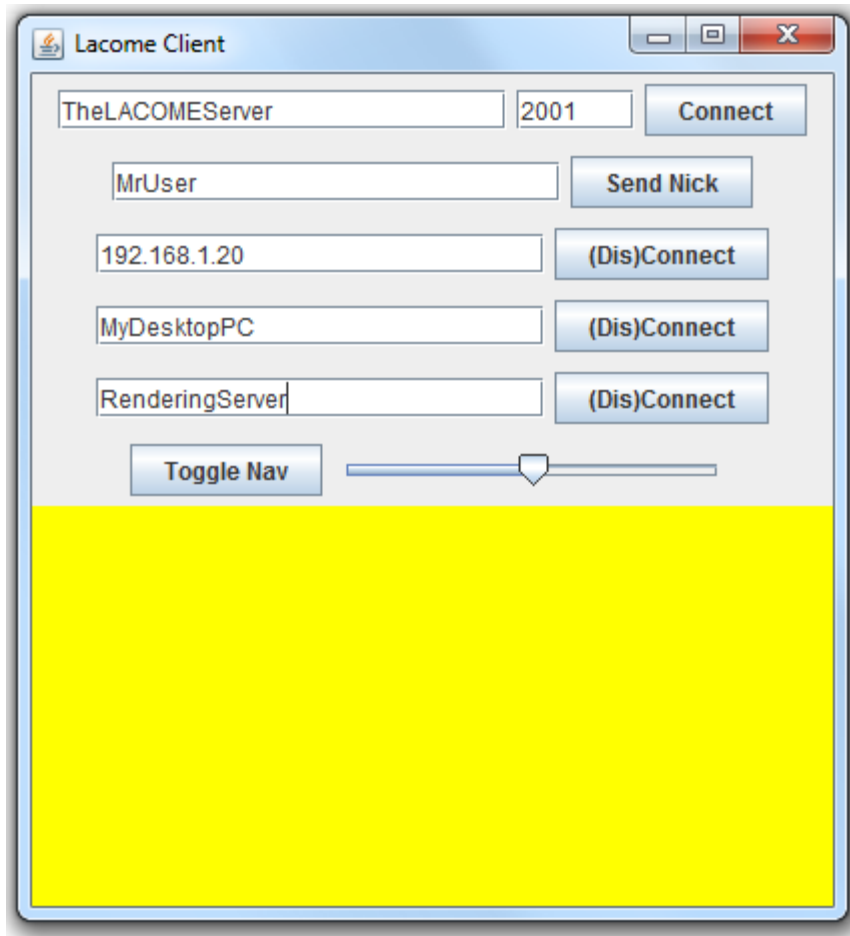 Lacome Client
TheLACOMEServer 2001 Connect
MrUser Send Nick
192.168.1.20 (Dis)Connect
MyDesktopPC (Dis)Connect
RenderingServer (Dis)Connect
Toggle Nav